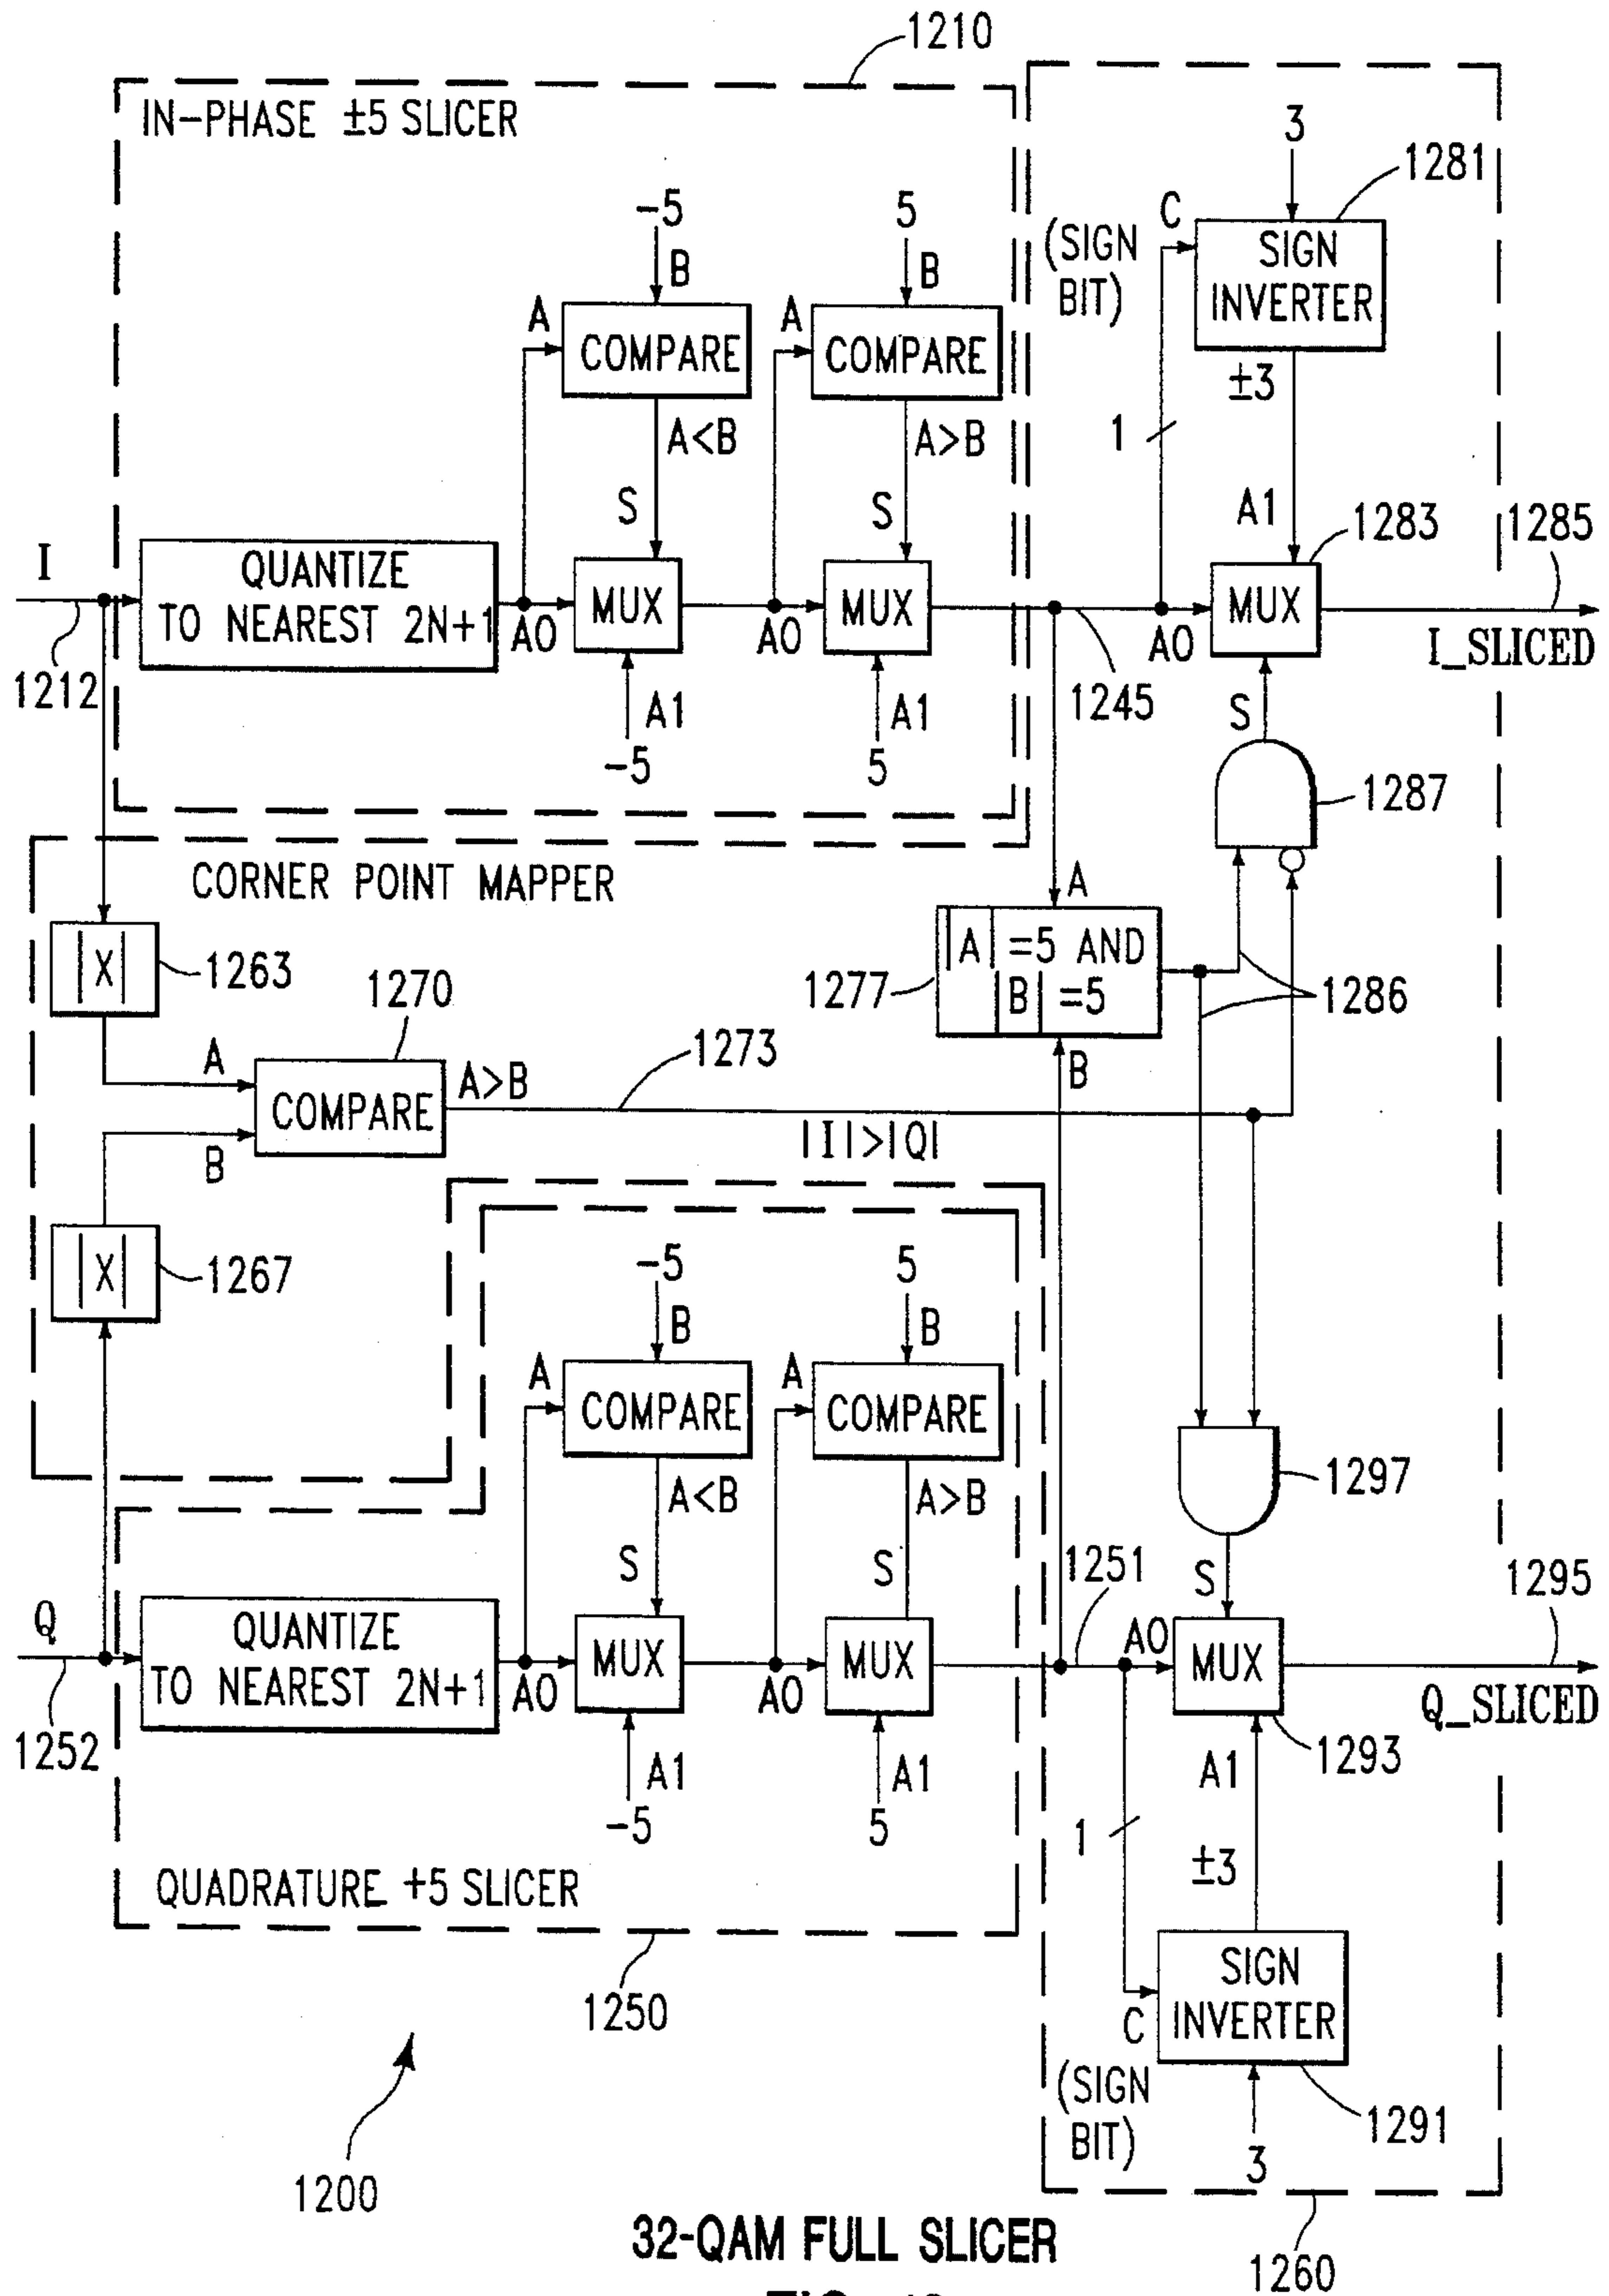 1210
IN-PHASE ±5 SLICER
3
1281
-5
5
C
(SIGN
BIT)
SIGN
INVERTER
B
B
A
COMPARE
A
COMPARE
±3
1
A<B
A>B
S
S
A1
1283
1285
I
QUANTIZE
TO NEAREST 2N+1
MUX
MUX
MUX
A0
A0
A0
I_SLICED
1212
A1
A1
1245
S
-5
5
1287
CORNER POINT MAPPER
A
|X|
1263
1270
|A| =5 AND
|B| =5
1277
1286
A
A>B
1273
B
COMPARE
|I|>|Q|
B
|X|
1267
-5
5
B
B
A
COMPARE
A
COMPARE
1297
A<B
A>B
S
S
S
1251
1295
Q
QUANTIZE
TO NEAREST 2N+1
MUX
MUX
A0
MUX
A0
A0
Q_SLICED
1252
A1
A1
A1
1293
-5
5
1
±3
QUADRATURE +5 SLICER
SIGN
INVERTER
1250
C
(SIGN
BIT)
1291
3
1200
32-QAM FULL SLICER
1260